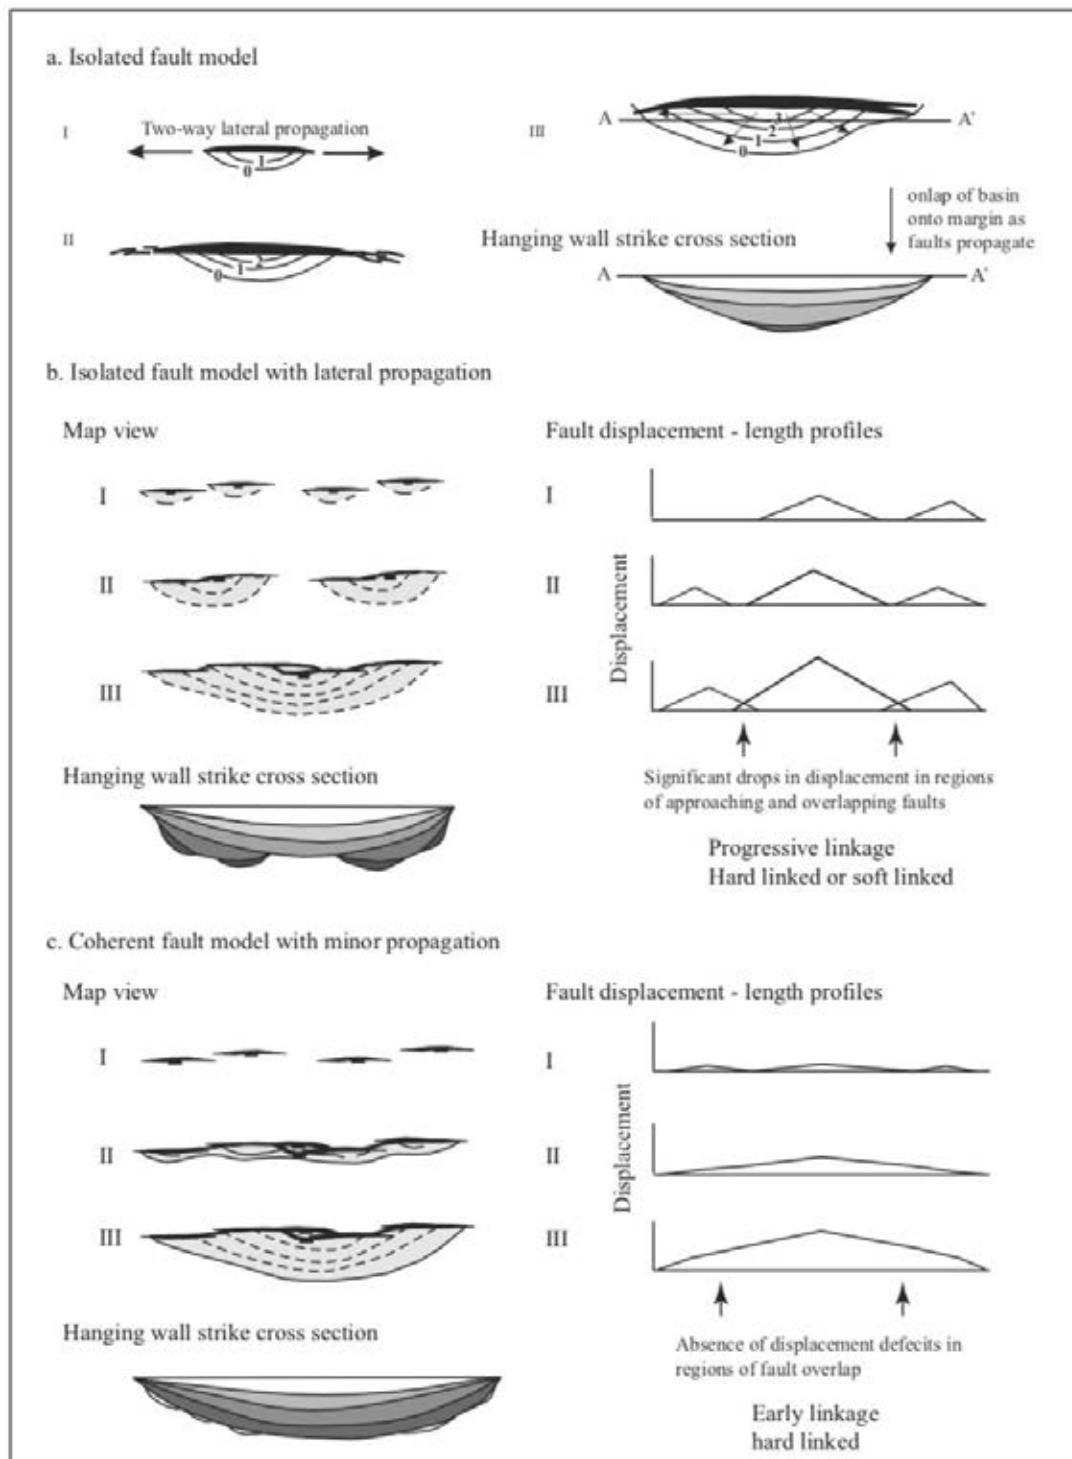 a. Isolated fault model
I
Two-way lateral propagation
1
0
II
2
1
0
III
A
A'
3
2
1
0
onlap of basin
onto margin as
faults propagate
Hanging wall strike cross section
A
A'
b. Isolated fault model with lateral propagation
Map view
I
II
III
Hanging wall strike cross section
Fault displacement - length profiles
I
II
III
Displacement
Significant drops in displacement in regions
of approaching and overlapping faults
Progressive linkage
Hard linked or soft linked
c. Coherent fault model with minor propagation
Map view
I
II
III
Hanging wall strike cross section
Fault displacement - length profiles
I
II
III
Displacement
Absence of displacement defecits in
regions of fault overlap
Early linkage
hard linked